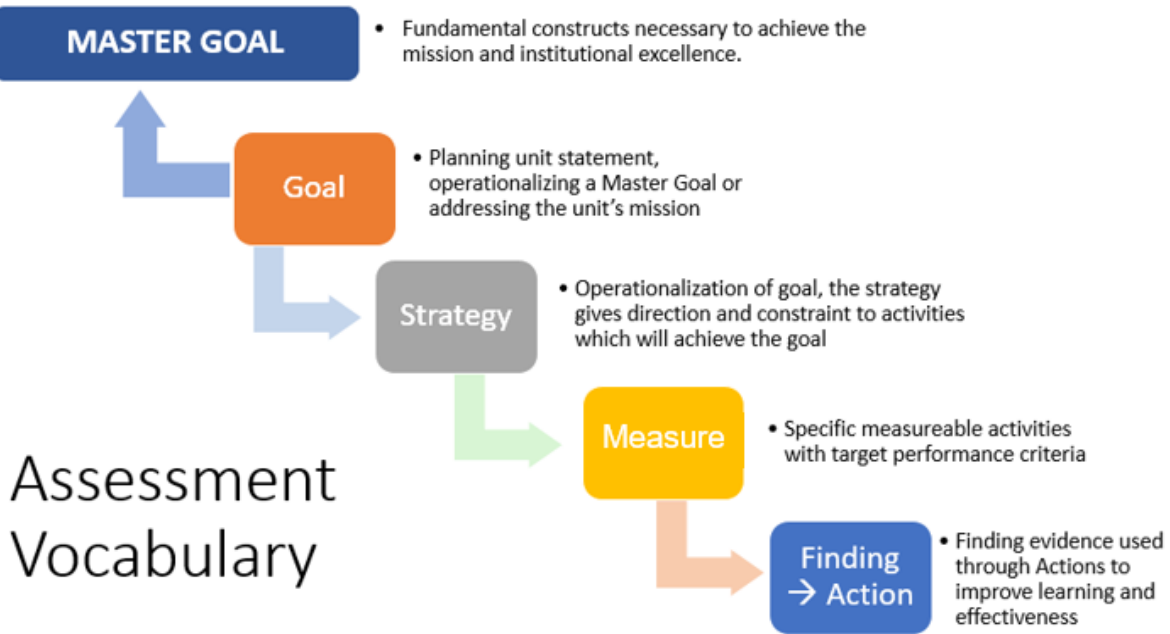 MASTER GOAL
• Fundamental constructs necessary to achieve the
mission and institutional excellence.
Goal
• Planning unit statement,
operationalizing a Master Goal or
addressing the unit’s mission
Strategy
• Operationalization of goal, the strategy
gives direction and constraint to activities
which will achieve the goal
Measure
• Specific measureable activities
with target performance criteria
Assessment
Vocabulary
Finding
→ Action
• Finding evidence used
through Actions to
improve learning and
effectiveness